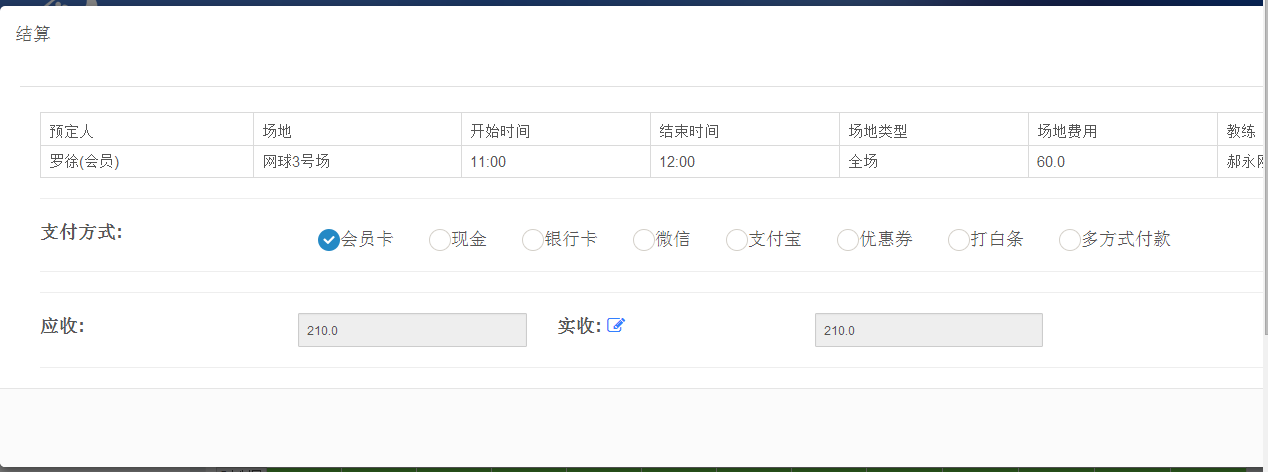 结算
预定人 场地 开始时间 结束时间 场地类型 场地费用 教练
罗徐(会员) 网球3号场 11:00 12:00 全场 60.0 郝永
支付方式: 会员卡 现金 银行卡 微信 支付宝 优惠券 打白条 多方式付款
应收: 210.0 实收: 210.0